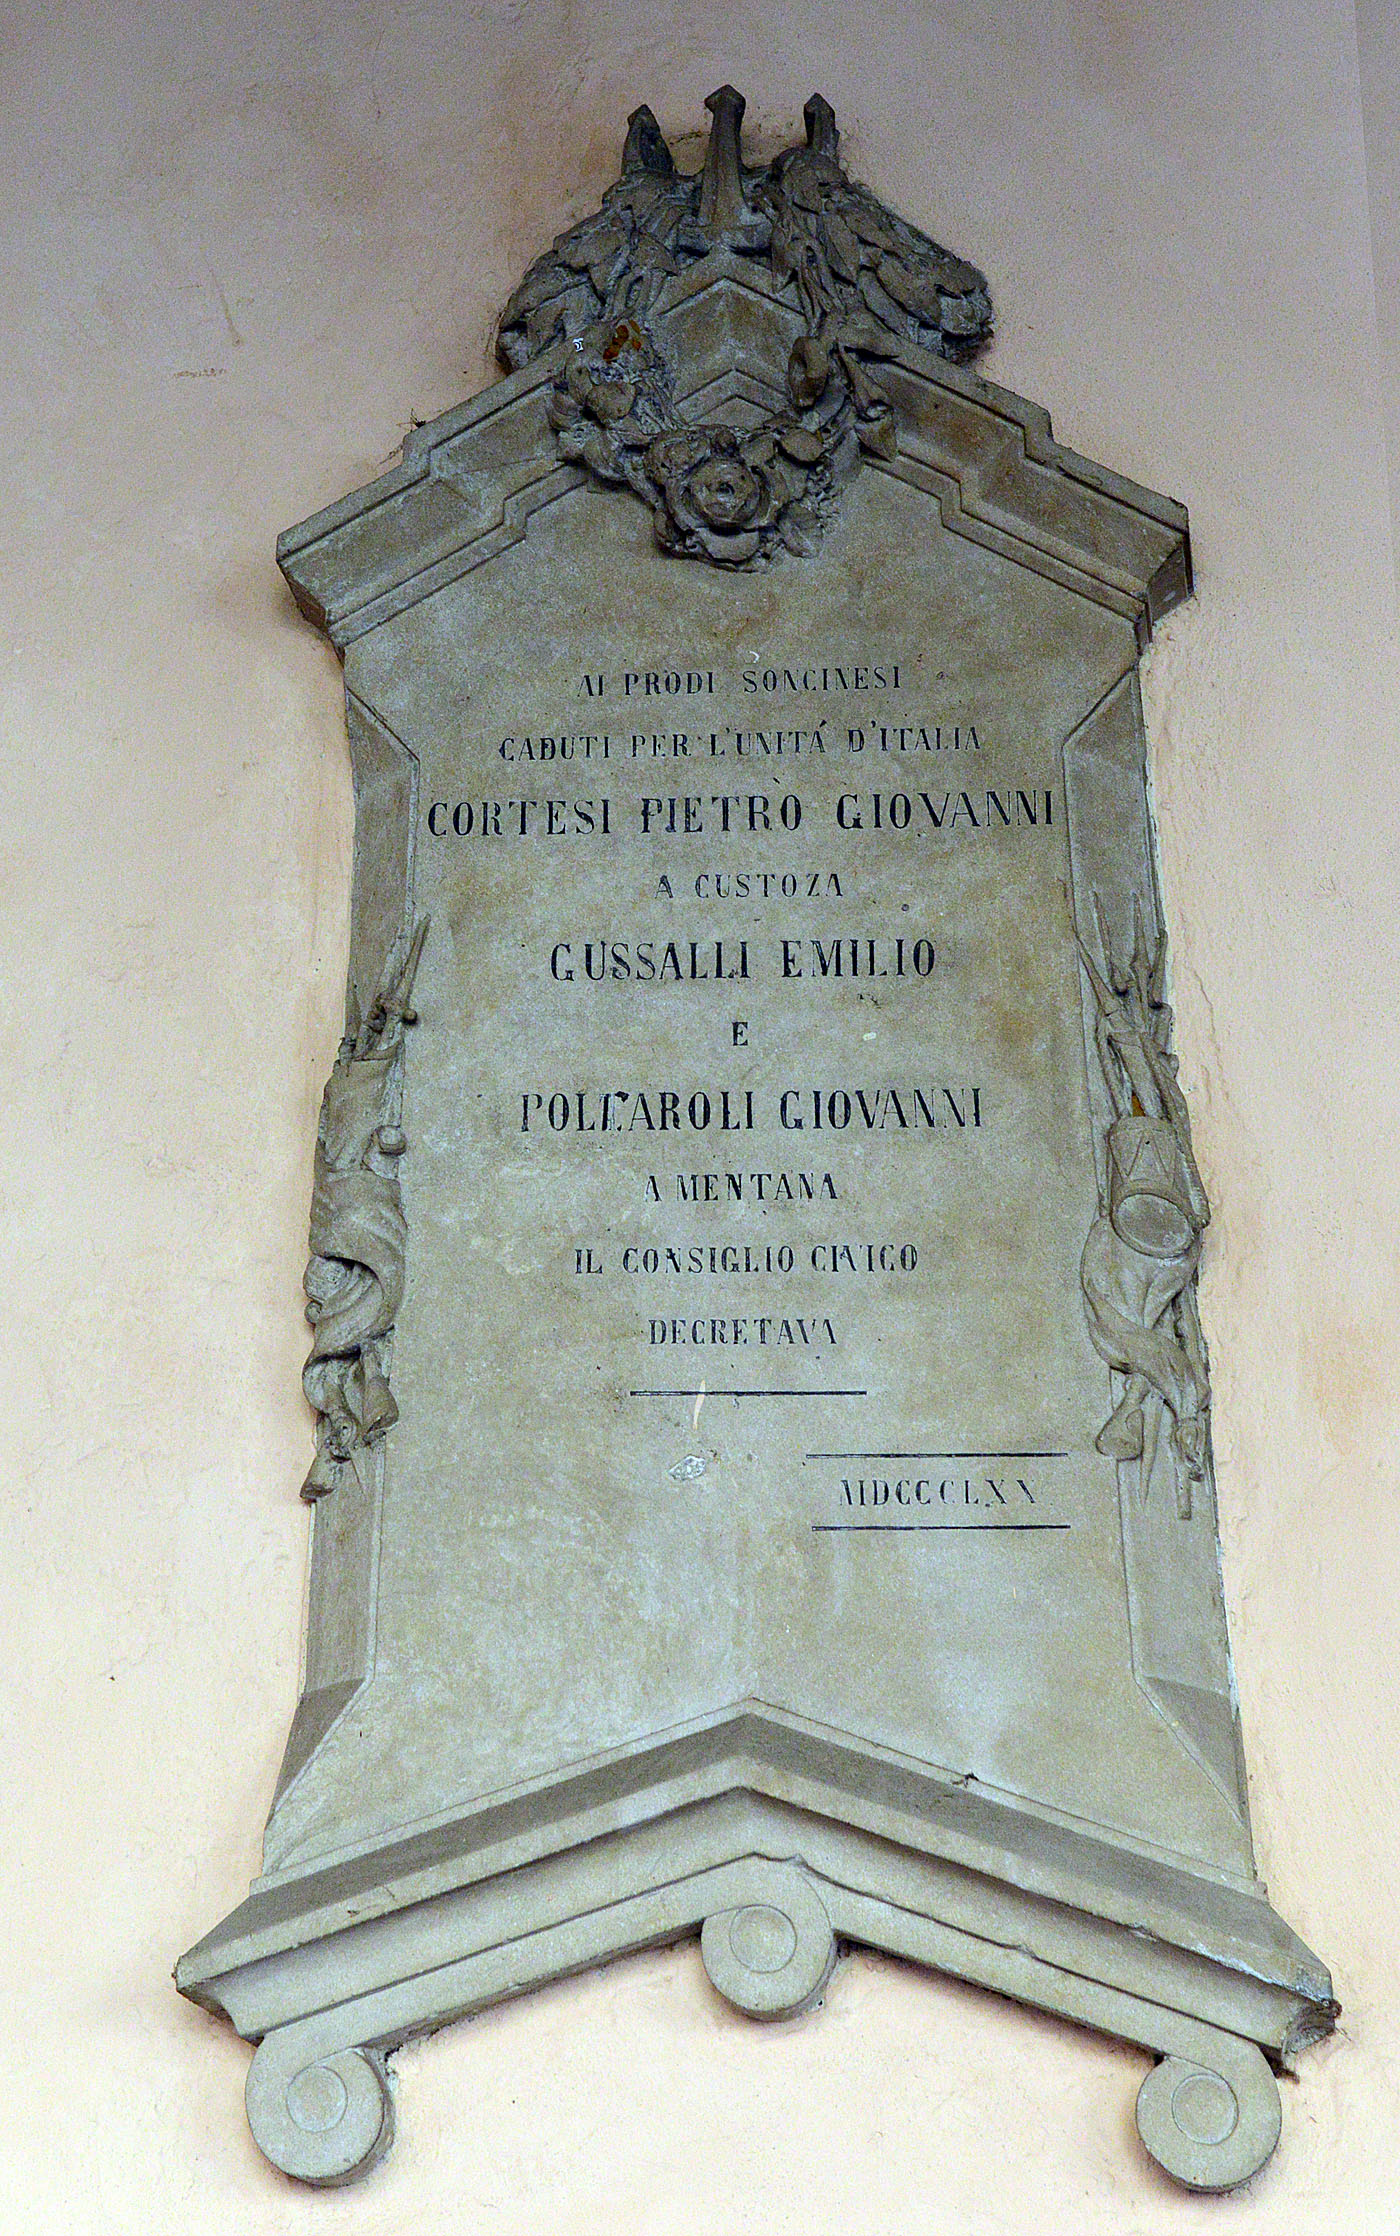 AI PRODI SONCINESI
CADUTI PER L'UNITÁ D'ITALIA
CORTESI PIETRO GIOVANNI
A CUSTOZA
GUSSALLI EMILIO
E
POLFAROLI GIOVANNI
A MENTANA
IL CONSIGLIO CIVICO
DECRETAVA
MDCCCLXX